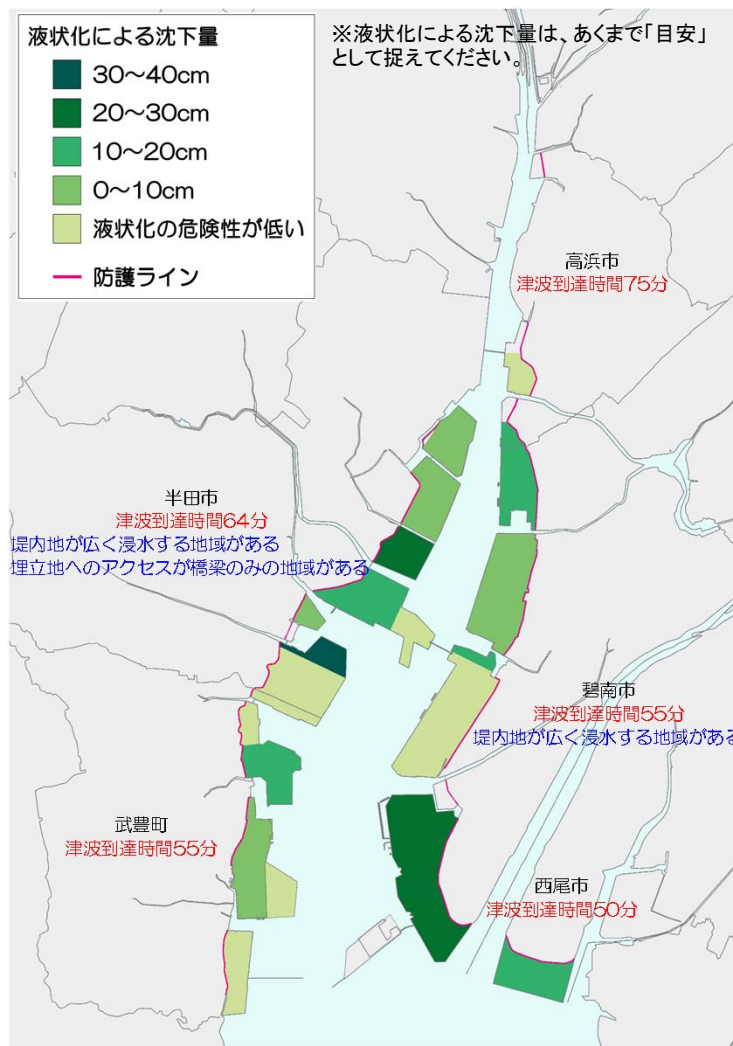 液状化による沈下量
30～40cm
20～30cm
10～20cm
0～10cm
液状化の危険性が低い
防護ライン
※液状化による沈下量は、あくまで「目安」
として捉えてください。
高浜市
津波到達時間75分
半田市
津波到達時間64分
堤内地が広く浸水する地域がある
埋立地へのアクセスが橋梁のみの地域がある
碧南市
津波到達時間55分
堤内地が広く浸水する地域がある
武豊町
津波到達時間55分
西尾市
津波到達時間50分